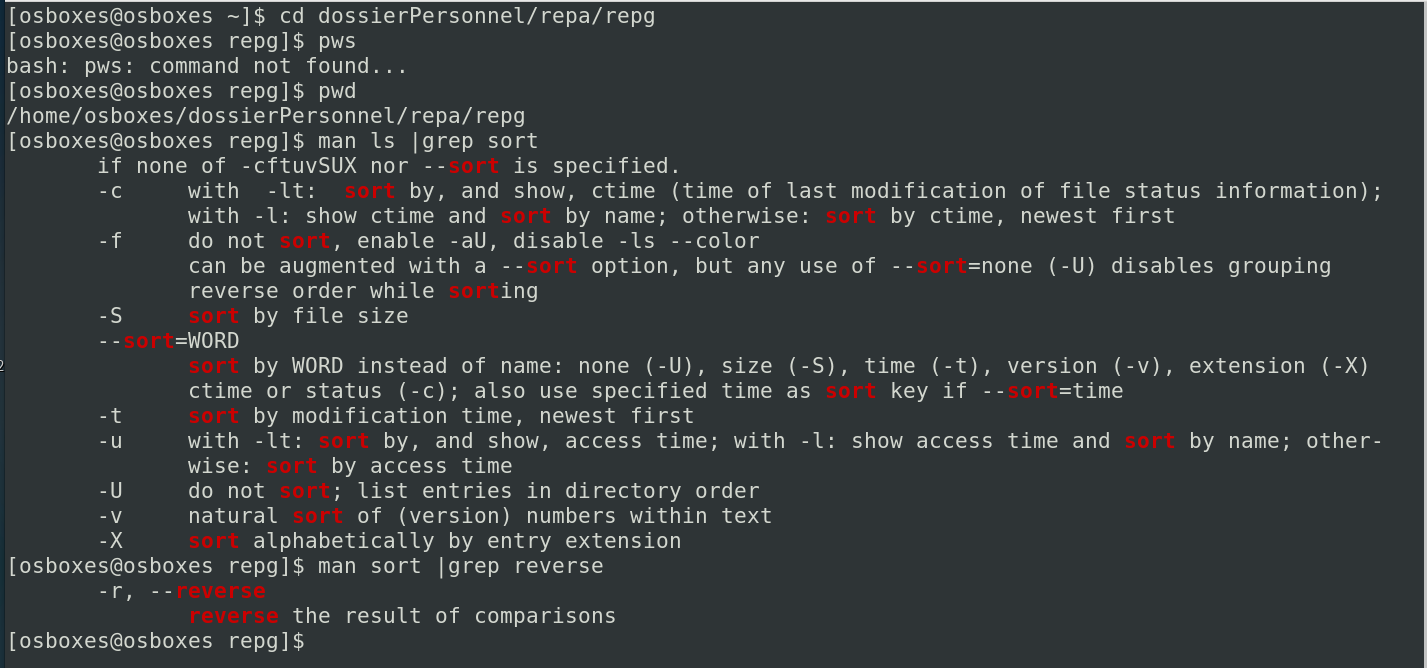 [osboxes@osboxes ~]$ cd dossierPersonnel/repa/repg
[osboxes@osboxes repg]$ pws
bash: pws: command not found...
[osboxes@osboxes repg]$ pwd
/home/osboxes/dossierPersonnel/repa/repg
[osboxes@osboxes repg]$ man ls |grep sort
       if none of -cftuvSUX nor --sort is specified.
       -c     with  -lt:  sort by, and show, ctime (time of last modification of file status information);
              with -l: show ctime and sort by name; otherwise: sort by ctime, newest first
       -f     do not sort, enable -aU, disable -ls --color
              can be augmented with a --sort option, but any use of --sort=none (-U) disables grouping
              reverse order while sorting
       -S     sort by file size
       --sort=WORD
              sort by WORD instead of name: none (-U), size (-S), time (-t), version (-v), extension (-X)
              ctime or status (-c); also use specified time as sort key if --sort=time
       -t     sort by modification time, newest first
       -u     with -lt: sort by, and show, access time; with -l: show access time and sort by name; other-
              wise: sort by access time
       -U     do not sort; list entries in directory order
       -v     natural sort of (version) numbers within text
       -X     sort alphabetically by entry extension
[osboxes@osboxes repg]$ man sort |grep reverse
       -r, --reverse
              reverse the result of comparisons
[osboxes@osboxes repg]$